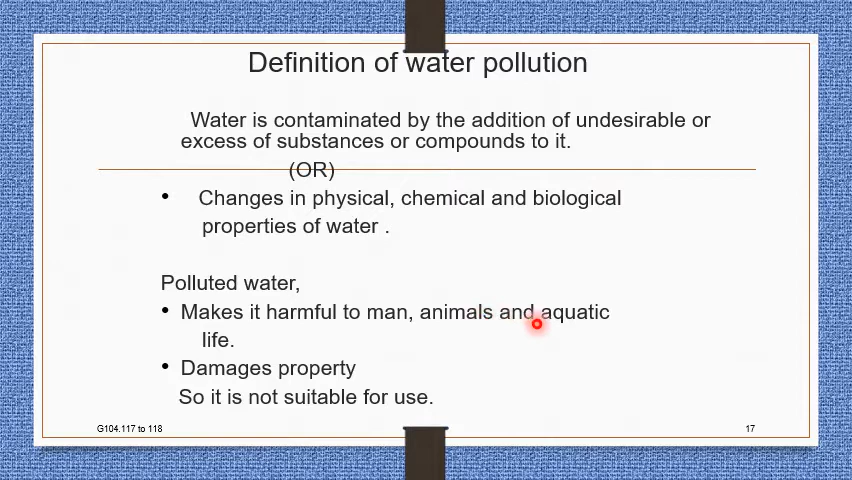 Definition of water pollution
Water is contaminated by the addition of undesirable or
excess of substances or compounds to it.
(OR)
• Changes in physical, chemical and biological
properties of water .
Polluted water,
• Makes it harmful to man, animals and aquatic
life.
• Damages property
So it is not suitable for use.
G104.117 to 118
17